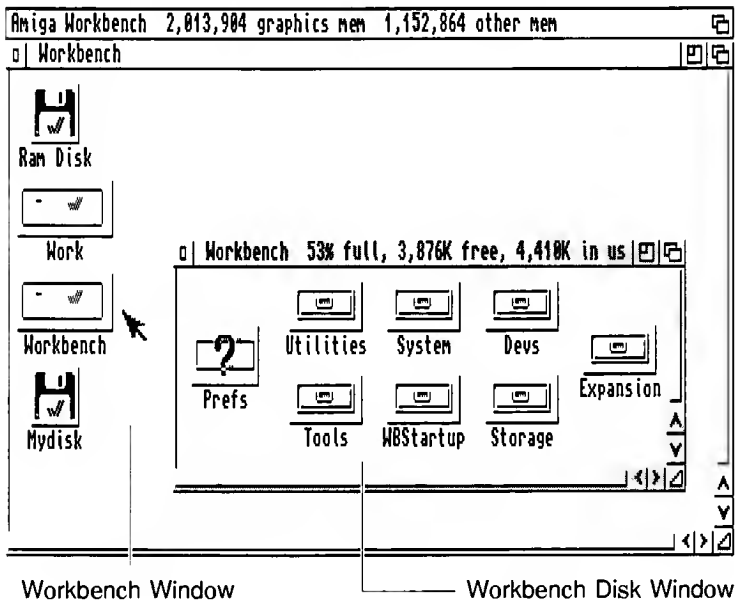 Amiga Workbench 2,013,904 graphics mem 1,152,864 other mem
Workbench
Ram Disk
Work
Workbench
Mydisk
Workbench 53% full, 3,876K free, 4,410K in us
Prefs
Utilities System Devs
Expansion
Tools WBStartup Storage
Workbench Window
Workbench Disk Window